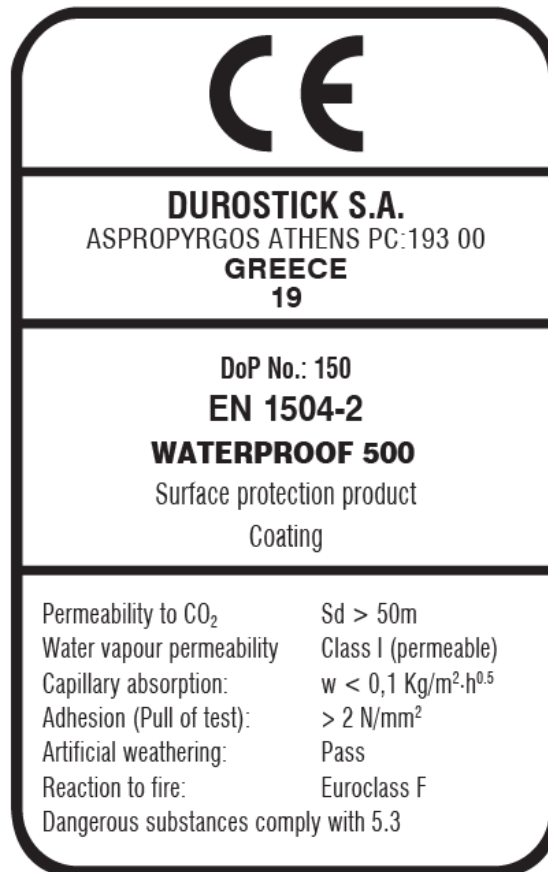 CE
DUROSTICK S.A.
ASPROPYRGOS ATHENS PC:193 00
GREECE
19
DoP No.: 150
EN 1504-2
WATERPROOF 500
Surface protection product
Coating
Permeability to CO₂ Sd > 50m
Water vapour permeability Class I (permeable)
Capillary absorption: w < 0,1 Kg/m²·h⁰·⁵
Adhesion (Pull of test): > 2 N/mm²
Artificial weathering: Pass
Reaction to fire: Euroclass F
Dangerous substances comply with 5.3